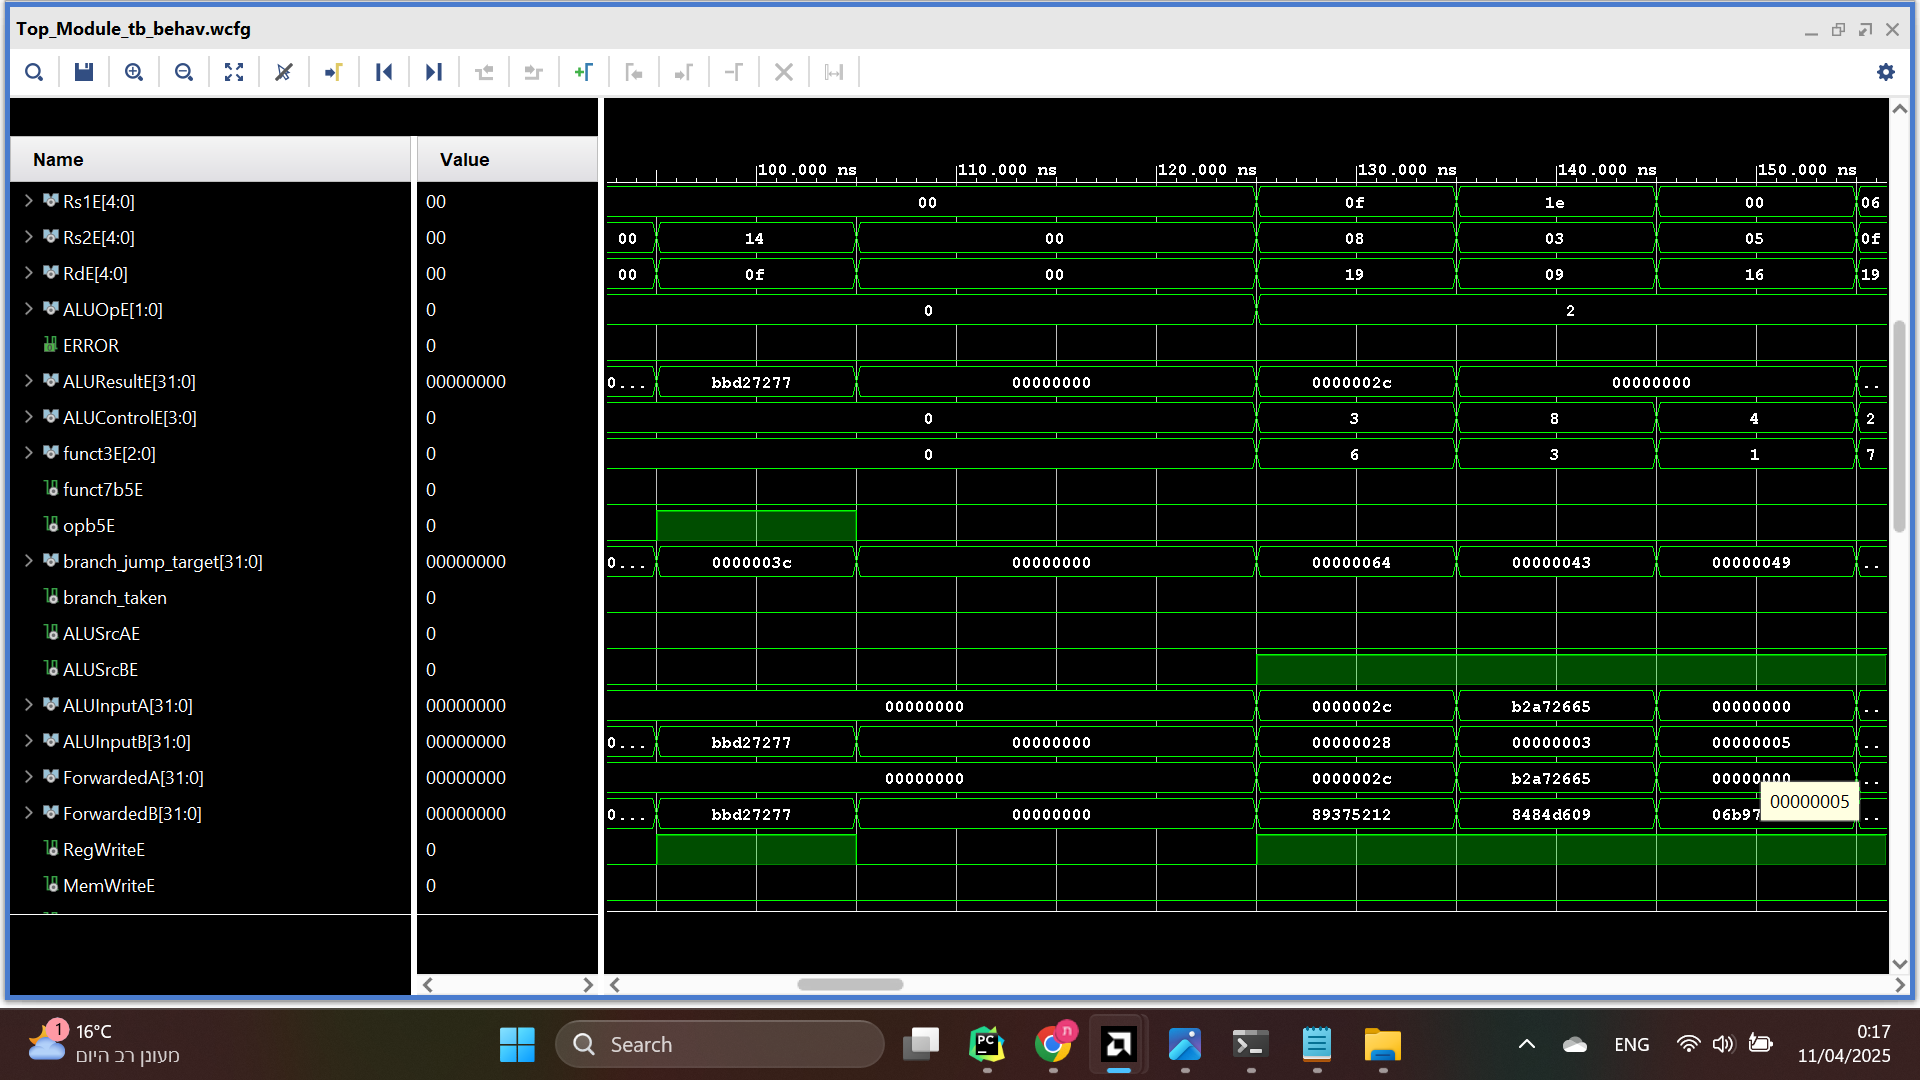 Top_Module_tb_behav.wcfg
Name Value
100.000 ns 110.000 ns 120.000 ns 130.000 ns 140.000 ns 150.000 ns
Rs1E[4:0] 00 00 0f 1e 00 06
Rs2E[4:0] 00 00 14 00 08 03 05 0f
RdE[4:0] 00 00 0f 00 19 09 16 19
ALUOpE[1:0] 0 0 2
ERROR 0
ALUResultE[31:0] 00000000 0... bbd27277 00000000 0000002c 00000000 ..
ALUControlE[3:0] 0 0 3 8 4 2
funct3E[2:0] 0 0 6 3 1 7
funct7b5E 0
opb5E 0
branch_jump_target[31:0] 00000000 0... 0000003c 00000000 00000064 00000043 00000049 ..
branch_taken 0
ALUSrcAE 0
ALUSrcBE 0
ALUInputA[31:0] 00000000 00000000 0000002c b2a72665 00000000 ..
ALUInputB[31:0] 00000000 0... bbd27277 00000000 00000028 00000003 00000005 ..
ForwardedA[31:0] 00000000 00000000 0000002c b2a72665 00000000 ..
00000005
ForwardedB[31:0] 00000000 0... bbd27277 00000000 89375212 8484d609 06b97 ..
RegWriteE 0
MemWriteE 0
1 16°C
מעונן רב היום
Search
PC
ת
ENG
0:17
11/04/2025